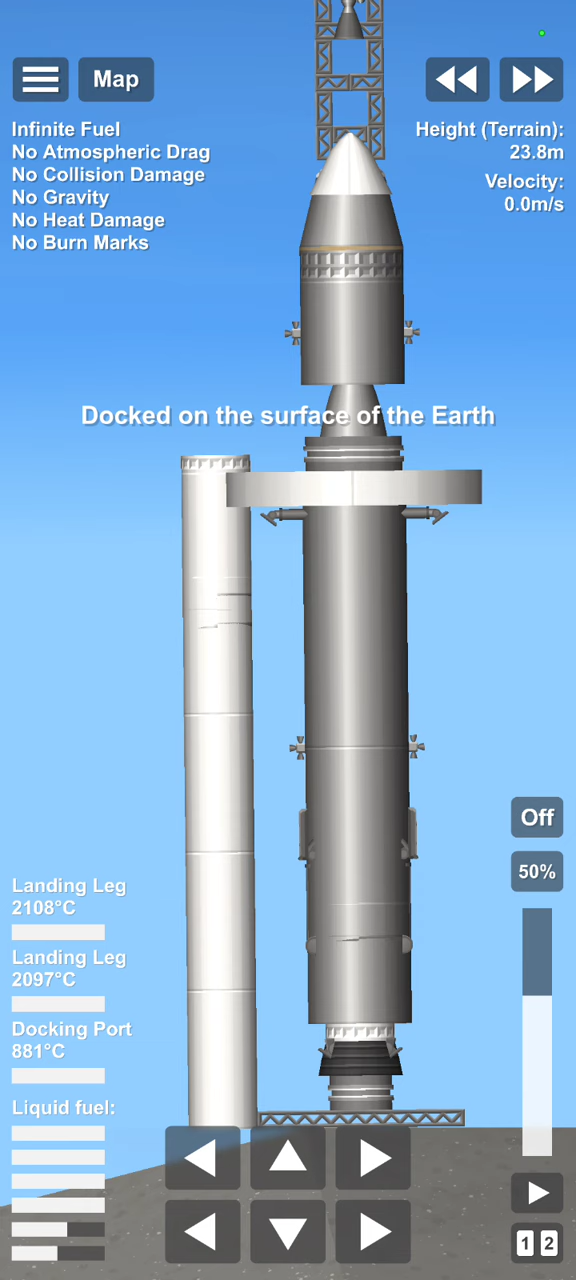 Map
Infinite Fuel
No Atmospheric Drag
No Collision Damage
No Gravity
No Heat Damage
No Burn Marks
Height (Terrain):
23.8m
Velocity:
0.0m/s
Docked on the surface of the Earth
Off
50%
Landing Leg
2108°C
Landing Leg
2097°C
Docking Port
881°C
Liquid fuel:
1 2